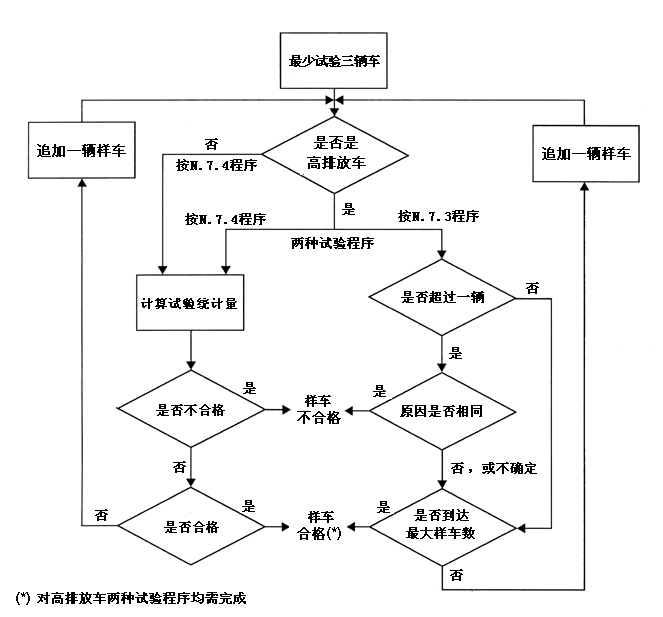 最少试验三辆车
追加一辆样车
否
是否是
高排放车
追加一辆样车
按N.7.4程序
是
按N.7.4程序
按N.7.3程序
两种试验程序
计算试验统计量
是否超过一辆
否
是
是否不合格
是
样车
不合格
是
原因是否相同
否
否，或不确定
否
是否合格
是
样车
合格(*)
是
是否到达
最大样车数
否
(*) 对高排放车两种试验程序均需完成